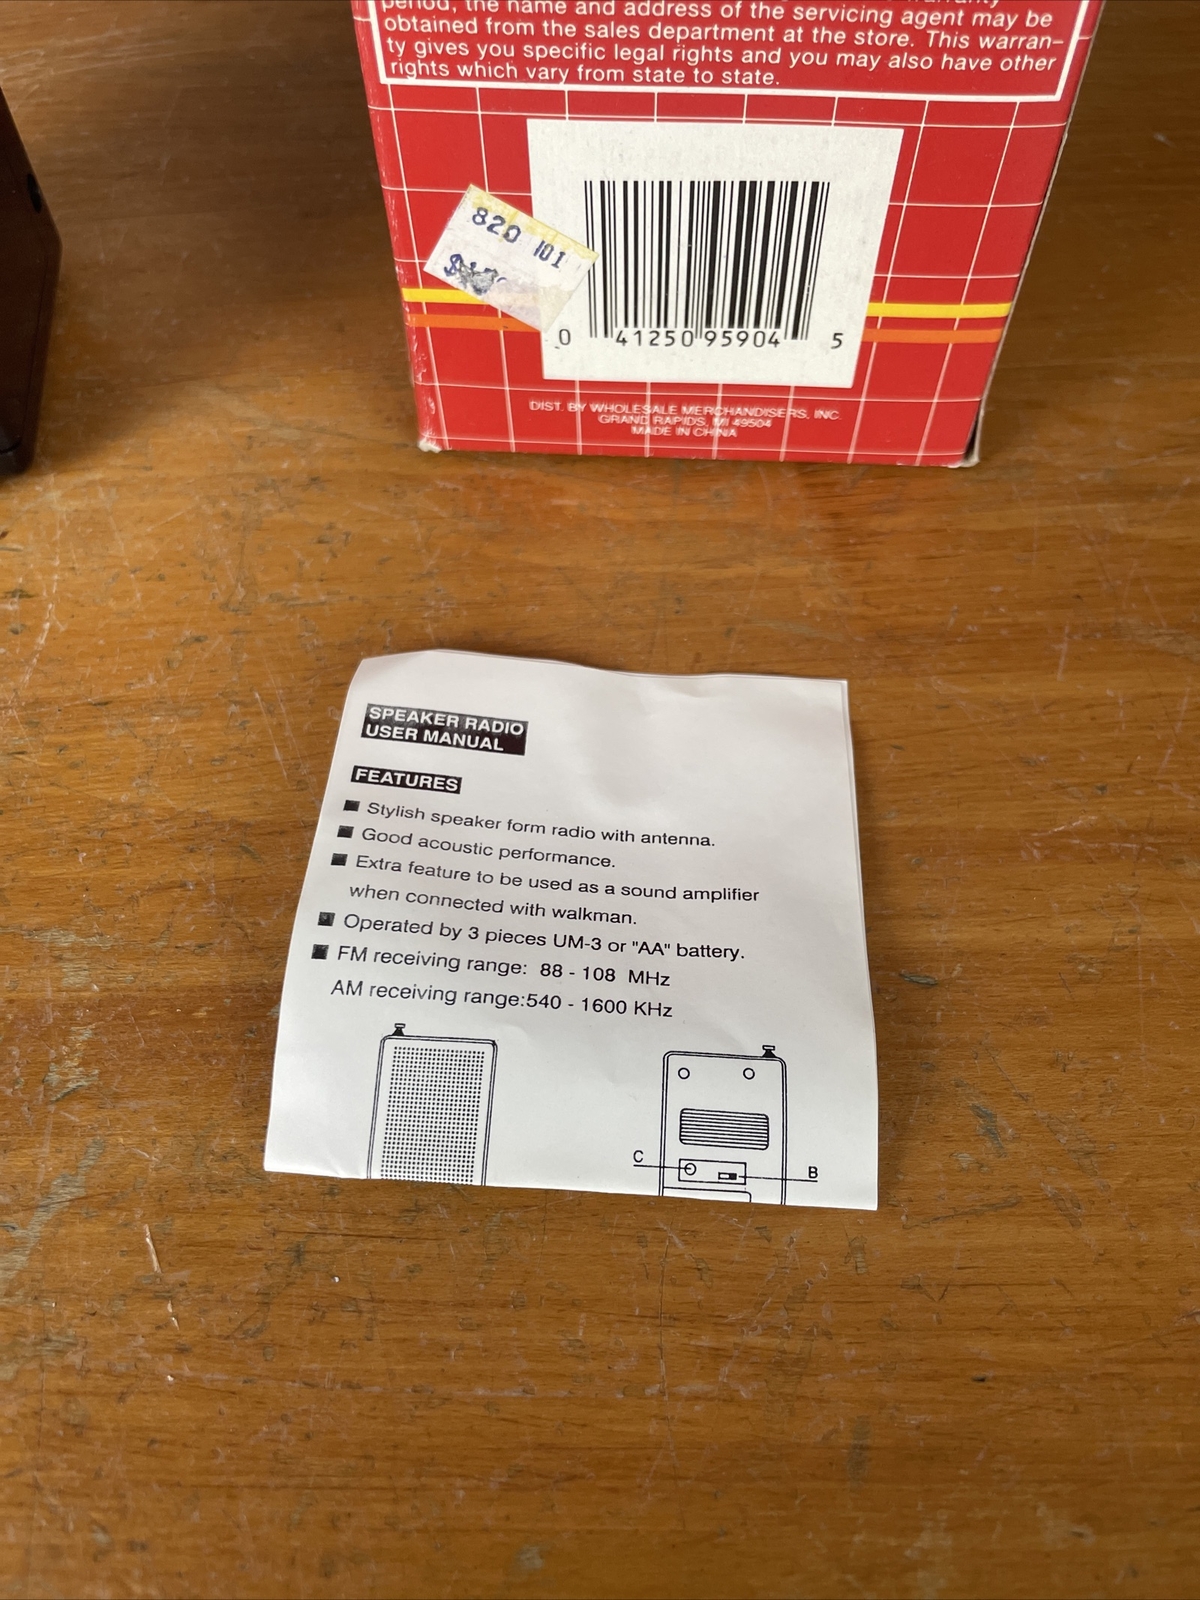 period, the name and address of the servicing agent may be
obtained from the sales department at the store. This warran–
ty gives you specific legal rights and you may also have other
rights which vary from state to state.
820 101
0 41250 95904 5
DIST. BY WHOLESALE MERCHANDISERS, INC.
GRAND RAPIDS, MI 49504
MADE IN CHINA
SPEAKER RADIO
USER MANUAL
FEATURES
■ Stylish speaker form radio with antenna.
■ Good acoustic performance.
■ Extra feature to be used as a sound amplifier
when connected with walkman.
■ Operated by 3 pieces UM-3 or "AA" battery.
■ FM receiving range: 88 - 108 MHz
AM receiving range:540 - 1600 KHz
C
B